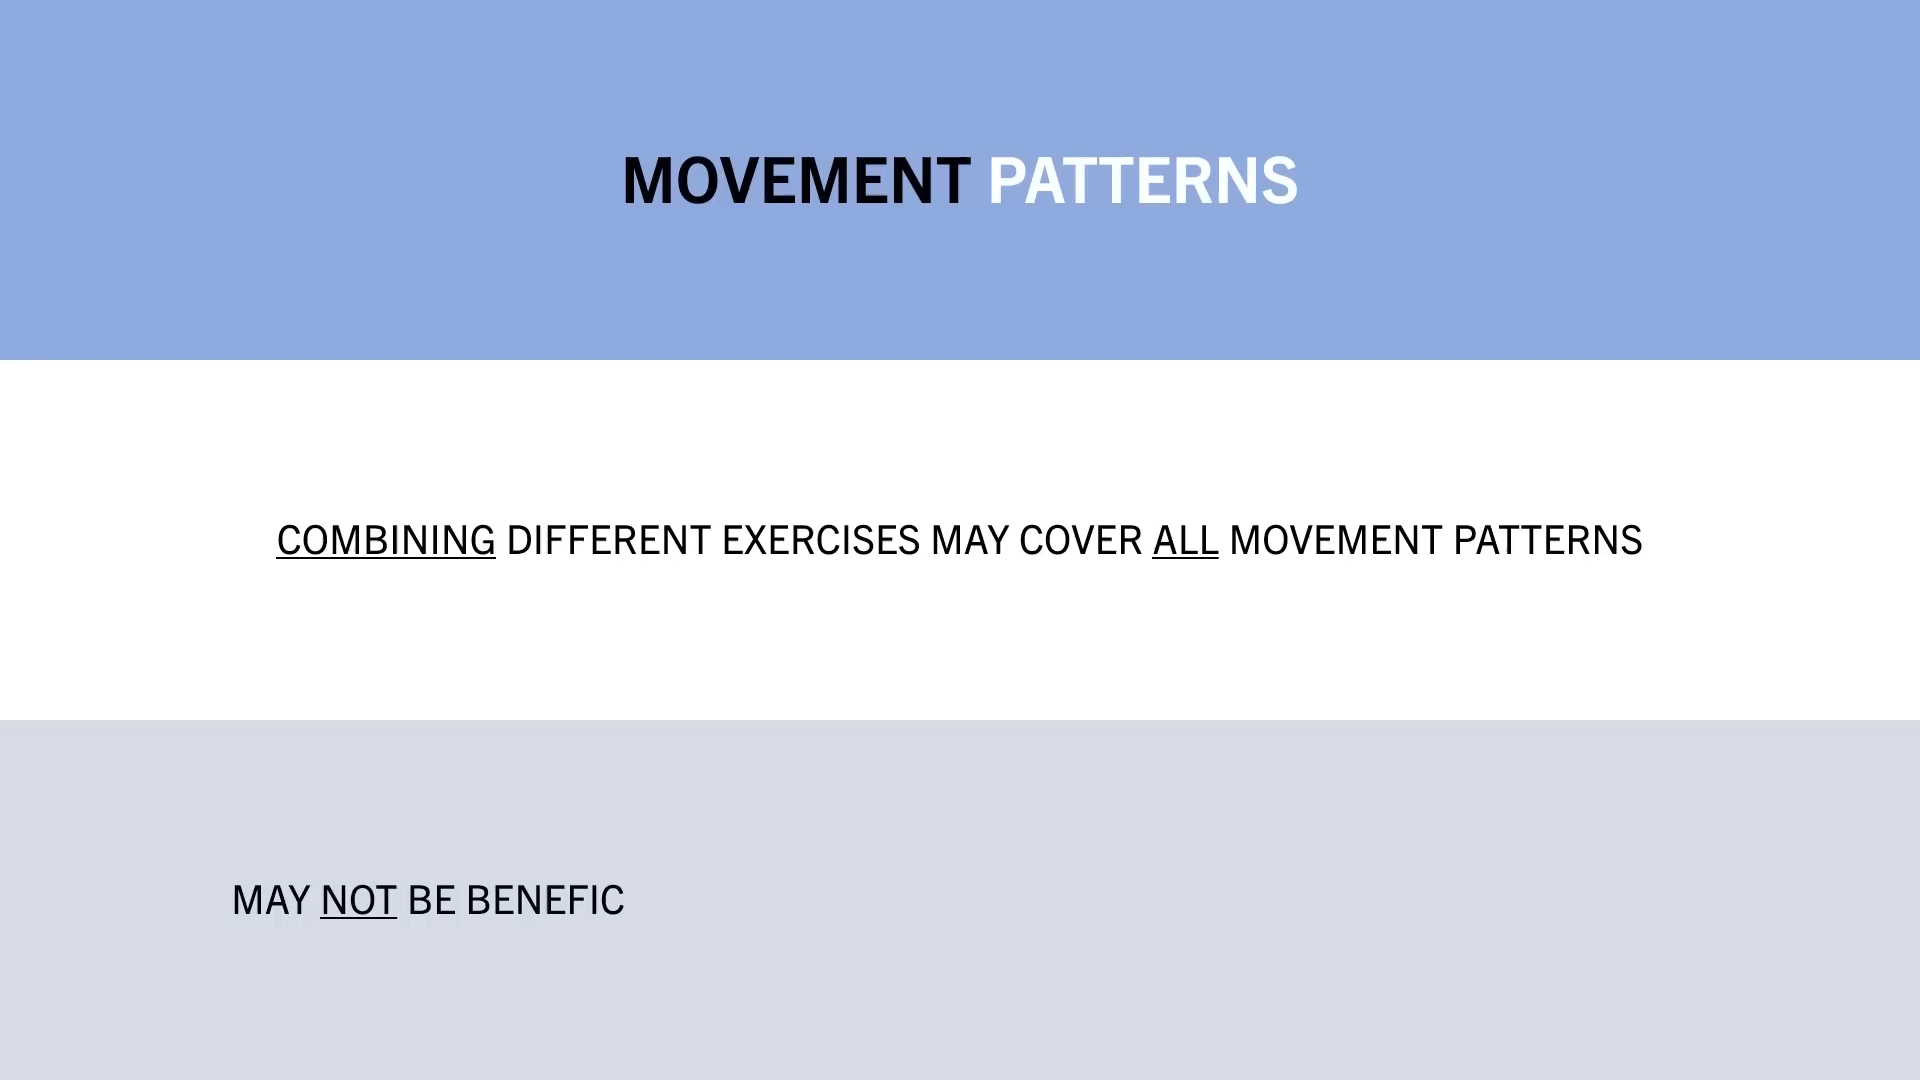 MOVEMENT PATTERNS
COMBINING DIFFERENT EXERCISES MAY COVER ALL MOVEMENT PATTERNS
MAY NOT BE BENEFIC